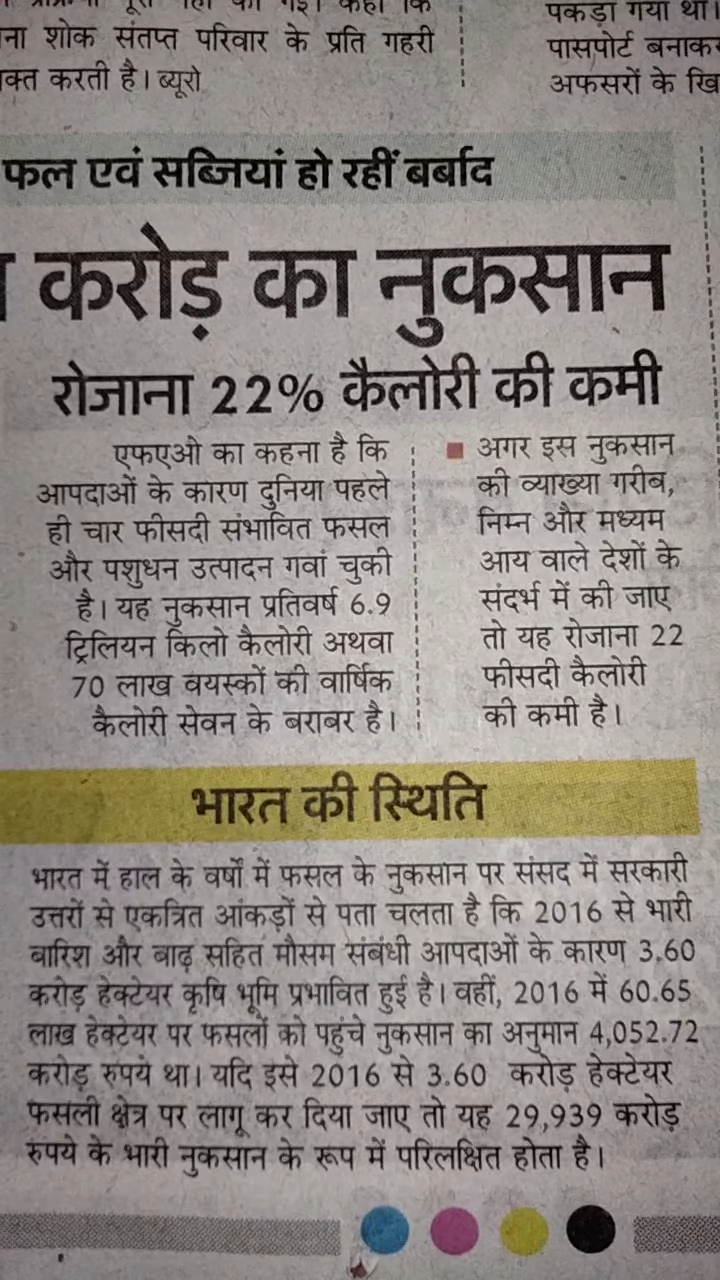 शोक संतप्त परिवार के प्रति गहरी
करती है। ब्यूरो
पकड़ा गया था।
पासपोर्ट बनाकर
अफसरों के
फल एवं सब्जियां हो रहीं बर्बाद
करोड़ का नुकसान
रोजाना 22% कैलोरी की कमी
एफएओ का कहना है कि
आपदाओं के कारण दुनिया पहले
ही चार फीसदी संभावित फसल
और पशुधन उत्पादन गवां चुकी
है। यह नुकसान प्रतिवर्ष 6.9
ट्रिलियन किलो कैलोरी अथवा
70 लाख वयस्कों की वार्षिक
कैलोरी सेवन के बराबर है।
अगर इस नुकसान
की व्याख्या गरीब,
निम्न और मध्यम
आय वाले देशों के
संदर्भ में की जाए
तो यह रोजाना 22
फीसदी कैलोरी
की कमी है।
भारत की स्थिति
भारत में हाल के वर्षों में फसल के नुकसान पर संसद में सरकारी
उत्तरों से एकत्रित आंकड़ों से पता चलता है कि 2016 से भारी
बारिश और बाढ़ सहित मौसम संबंधी आपदाओं के कारण 3.60
करोड़ हेक्टेयर कृषि भूमि प्रभावित हुई है। वहीं, 2016 में 60.65
लाख हेक्टेयर पर फसलों को पहुंचे नुकसान का अनुमान 4,052.72
करोड़ रुपये था। यदि इसे 2016 से 3.60 करोड़ हेक्टेयर
फसली क्षेत्र पर लागू कर दिया जाए तो यह 29,939 करोड़
रुपये के भारी नुकसान के रूप में परिलक्षित होता है।